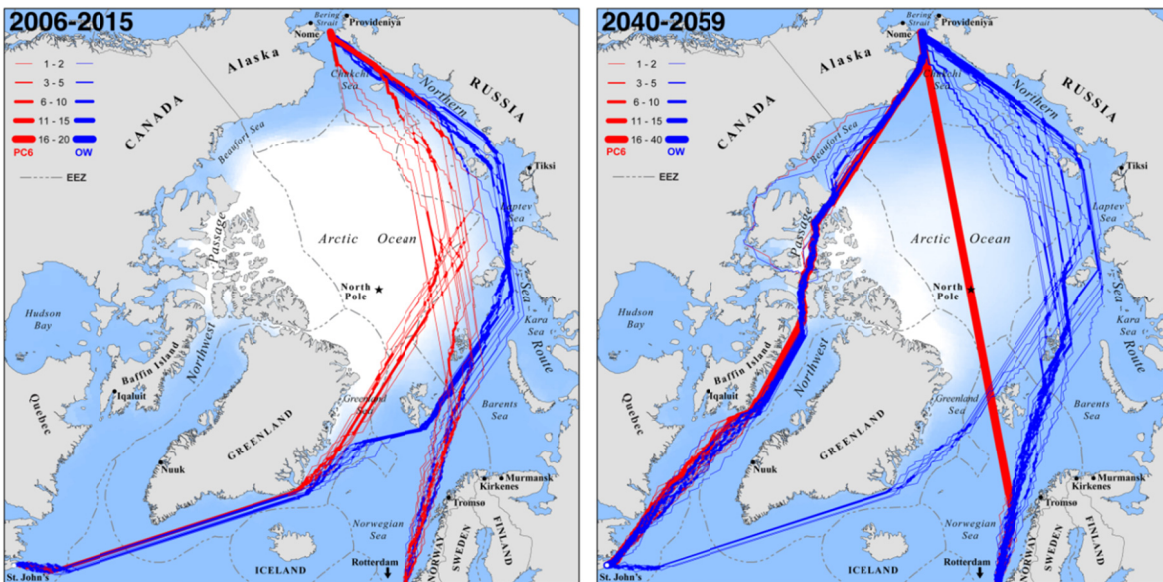 2006-2015
Bering
Strait
Provideniya
Nome
Alaska
RUSSIA
Chukchi
Sea
Northern
CANADA
Beaufort Sea
1 - 2
3 - 5
6 - 10
11 - 15
16 - 20
PC6 OW
EEZ
Tiksi
Laptev
Sea
Passage
Arctic Ocean
North
Pole
Sea
Kara
Sea
Route
Hudson
Bay
Baffin Island
Northwest
Iqaluit
Quebec
Greenland
Sea
Barents
Sea
GREENLAND
Nuuk
Murmansk
Kirkenes
Tromso
Norwegian
Sea
NORWAY
SWEDEN
FINLAND
Rotterdam
ICELAND
St. John's
2040-2059
Bering
Strait
Provideniya
Nome
Alaska
RUSSIA
Chukchi
Sea
Northern
CANADA
Beaufort Sea
1 - 2
3 - 5
6 - 10
11 - 15
16 - 40
PC6 OW
EEZ
Tiksi
Laptev
Sea
Passage
Arctic Ocean
North
Pole
Sea
Kara
Sea
Route
Hudson
Bay
Baffin Island
Northwest
Iqaluit
Quebec
Greenland
Sea
Barents
Sea
GREENLAND
Nuuk
Murmansk
Kirkenes
Tromso
Norwegian
Sea
NORWAY
SWEDEN
FINLAND
Rotterdam
ICELAND
St. John's